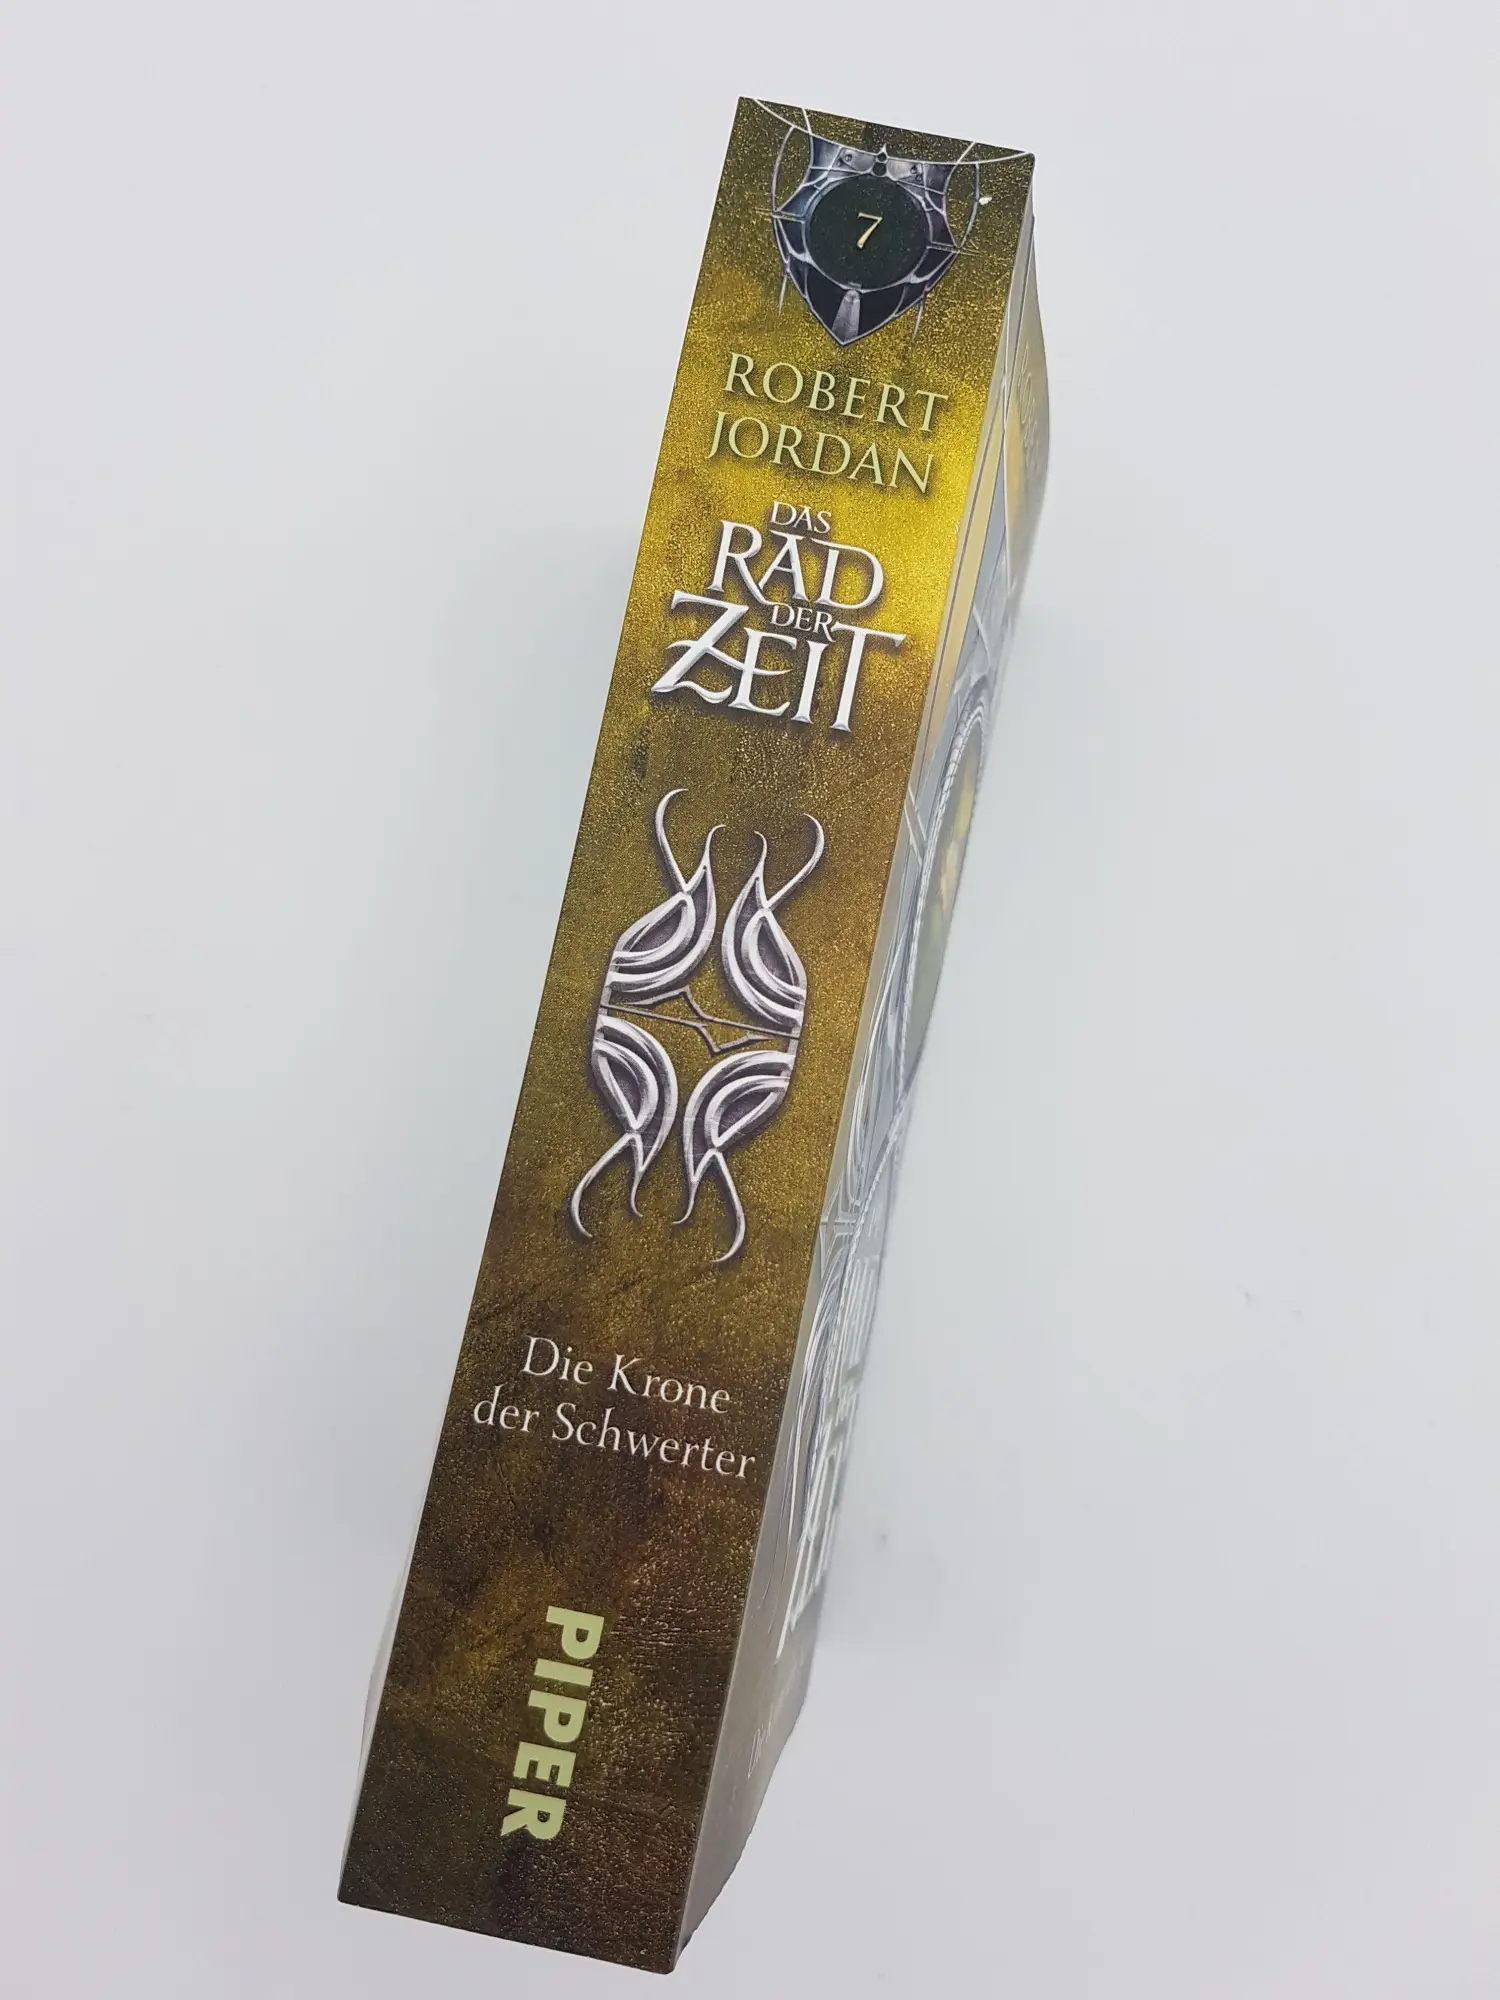 7
ROBERT
JORDAN
DAS
RAD
DER
ZEIT
Die Krone
der Schwerter
PIPER